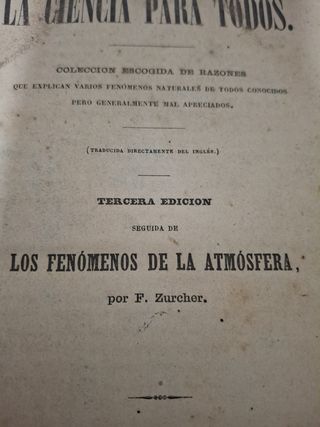 LA CIENCIA PARA TODOS.
COLECCION ESCOGIDA DE RAZONES
QUE EXPLICAN VARIOS FENOMENOS NATURALES DE TODOS CONOCIDOS
PERO GENERALMENTE MAL APRECIADOS.
(TRADUCIDA DIRECTAMENTE DEL INGLÉS.)
TERCERA EDICION
SEGUIDA DE
LOS FENÓMENOS DE LA ATMÓSFERA,
por F. Zurcher.